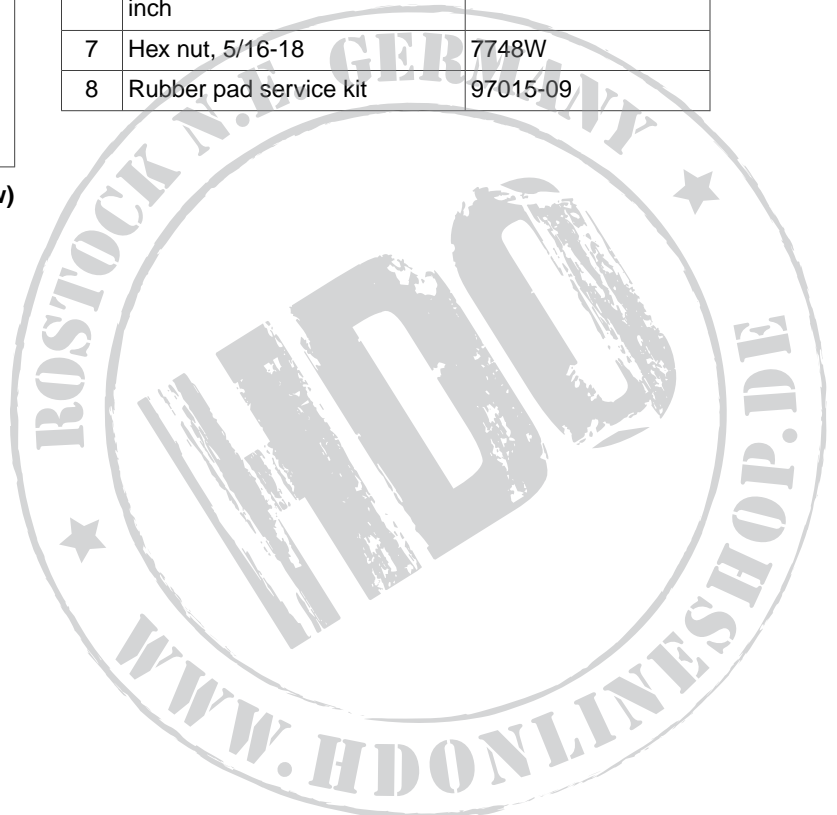 inch
7 Hex nut, 5/16-18 7748W
8 Rubber pad service kit 97015-09
)
ROSTOCK N.E. GERMANY
HDO
WWW.HDONLINESHOP.DE